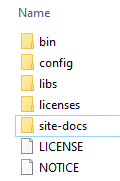 Name
bin
config
libs
licenses
site-docs
LICENSE
NOTICE